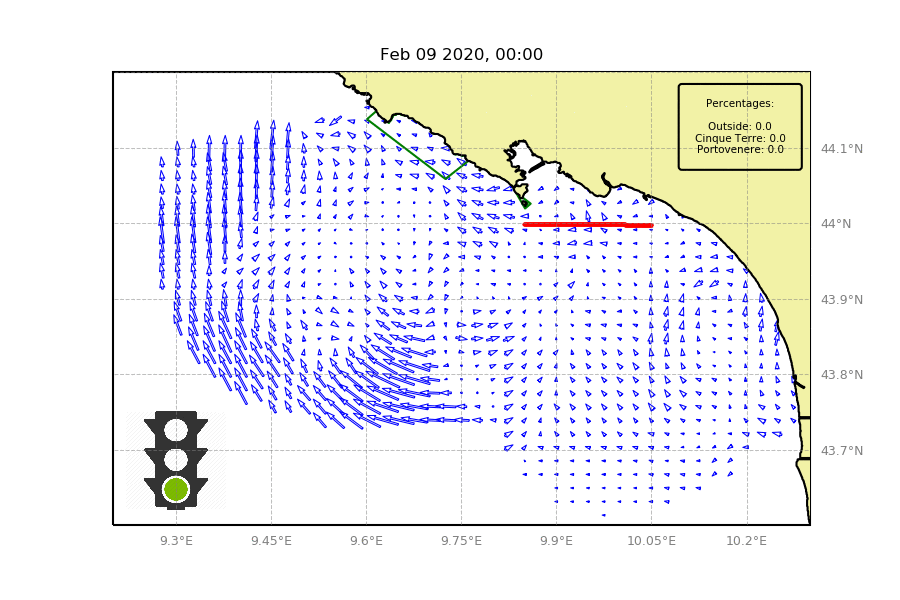 Feb 09 2020, 00:00
Percentages:
Outside: 0.0
Cinque Terre: 0.0
Portovenere: 0.0
44.1°N
44°N
43.9°N
43.8°N
43.7°N
9.3°E 9.45°E 9.6°E 9.75°E 9.9°E 10.05°E 10.2°E